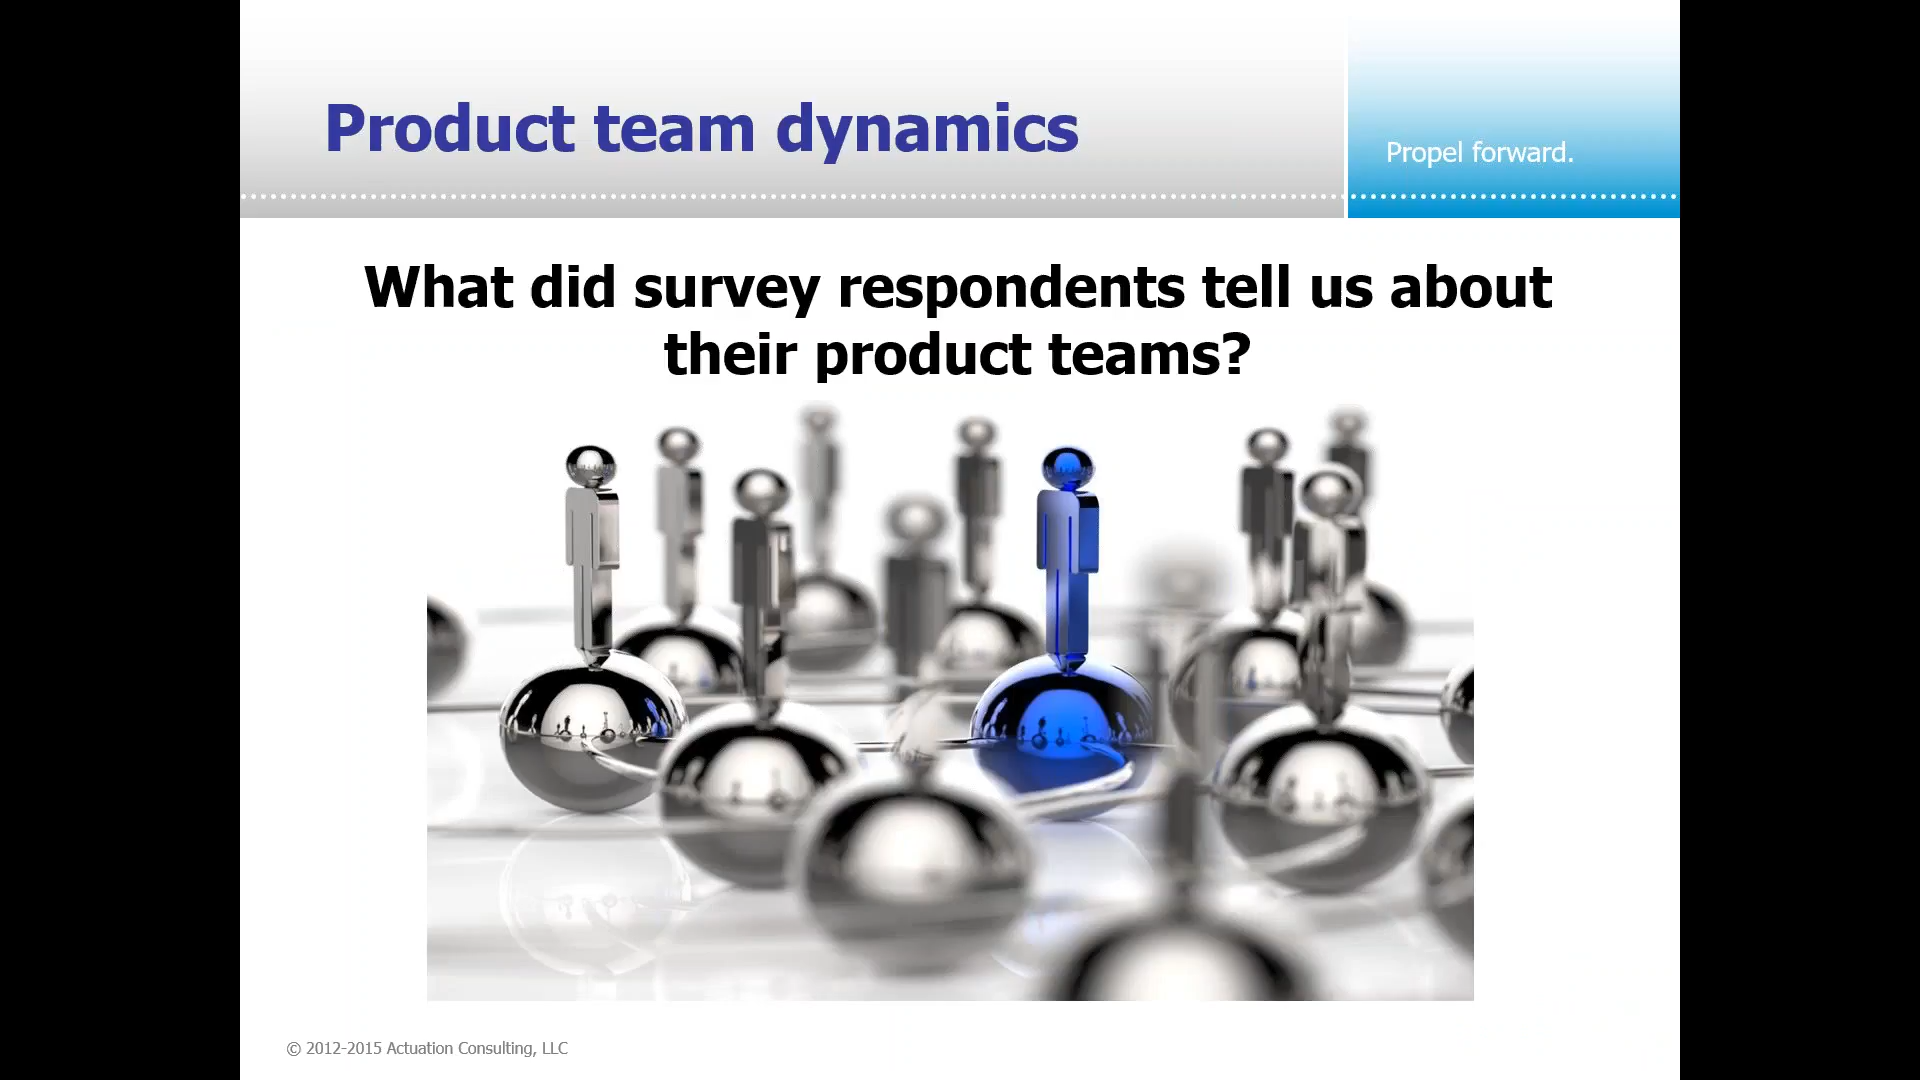 Product team dynamics
Propel forward.
What did survey respondents tell us about
their product teams?
© 2012-2015 Actuation Consulting, LLC